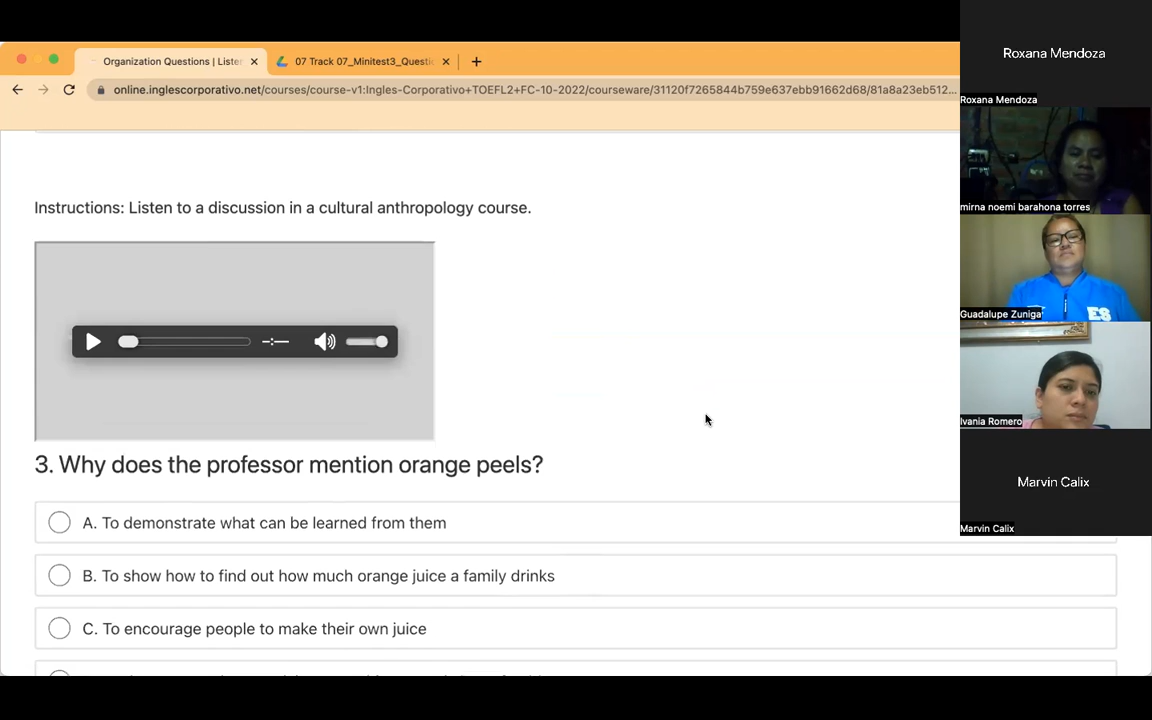 Organization Questions | Liste
07 Track 07_Minitest3_Questi
online.inglescorporativo.net/courses/course-v1:Ingles-Corporativo+TOEFL2+FC-10-2022/courseware/31120f7265844b759e637ebb91662d68/81a8a23eb512...
Instructions: Listen to a discussion in a cultural anthropology course.
3. Why does the professor mention orange peels?
A. To demonstrate what can be learned from them
B. To show how to find out how much orange juice a family drinks
C. To encourage people to make their own juice
Roxana Mendoza
Roxana Mendoza
mirna noemi barahona torres
ES
Guadalupe Zuniga
Ivania Romero
Marvin Calix
Marvin Calix